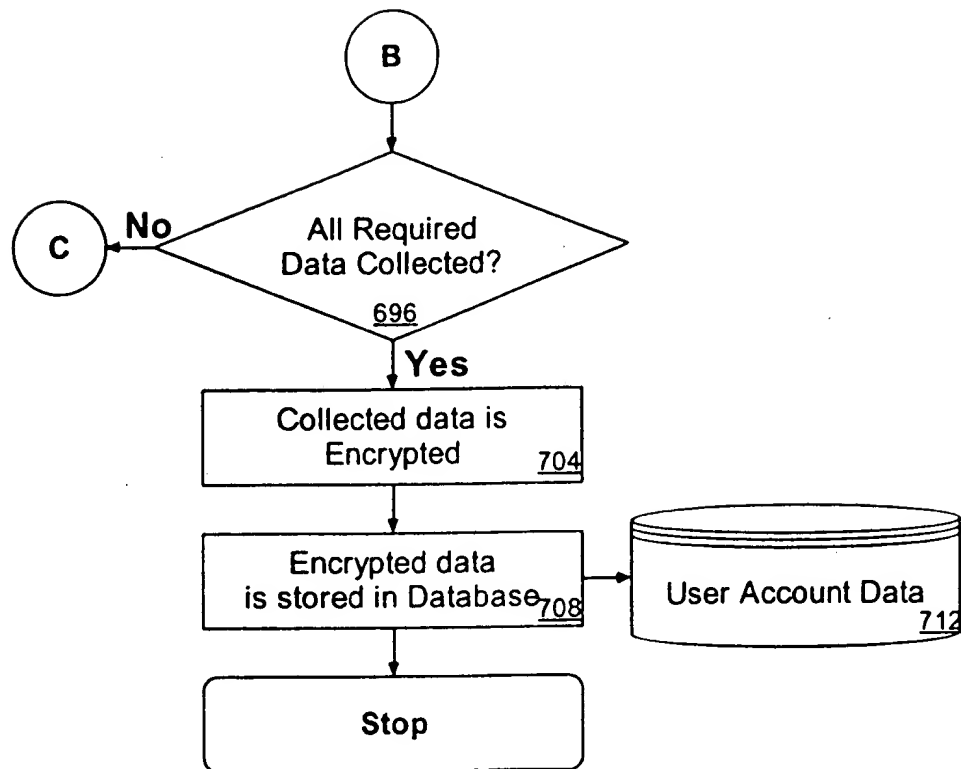 B
No
C
All Required
Data Collected?
696
Yes
Collected data is
Encrypted
704
Encrypted data
is stored in Database
708
User Account Data
712
Stop